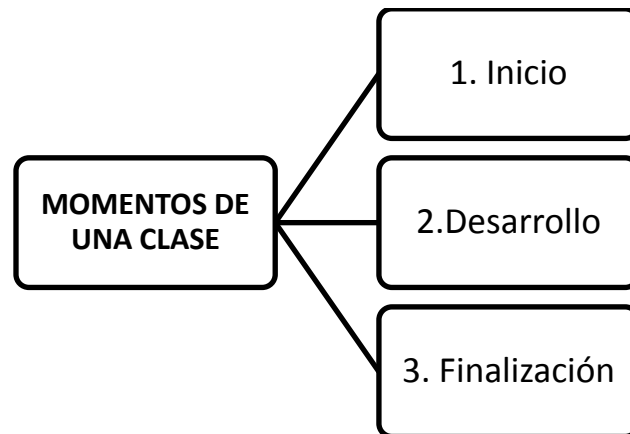 MOMENTOS DE
UNA CLASE
1. Inicio
2.Desarrollo
3. Finalización